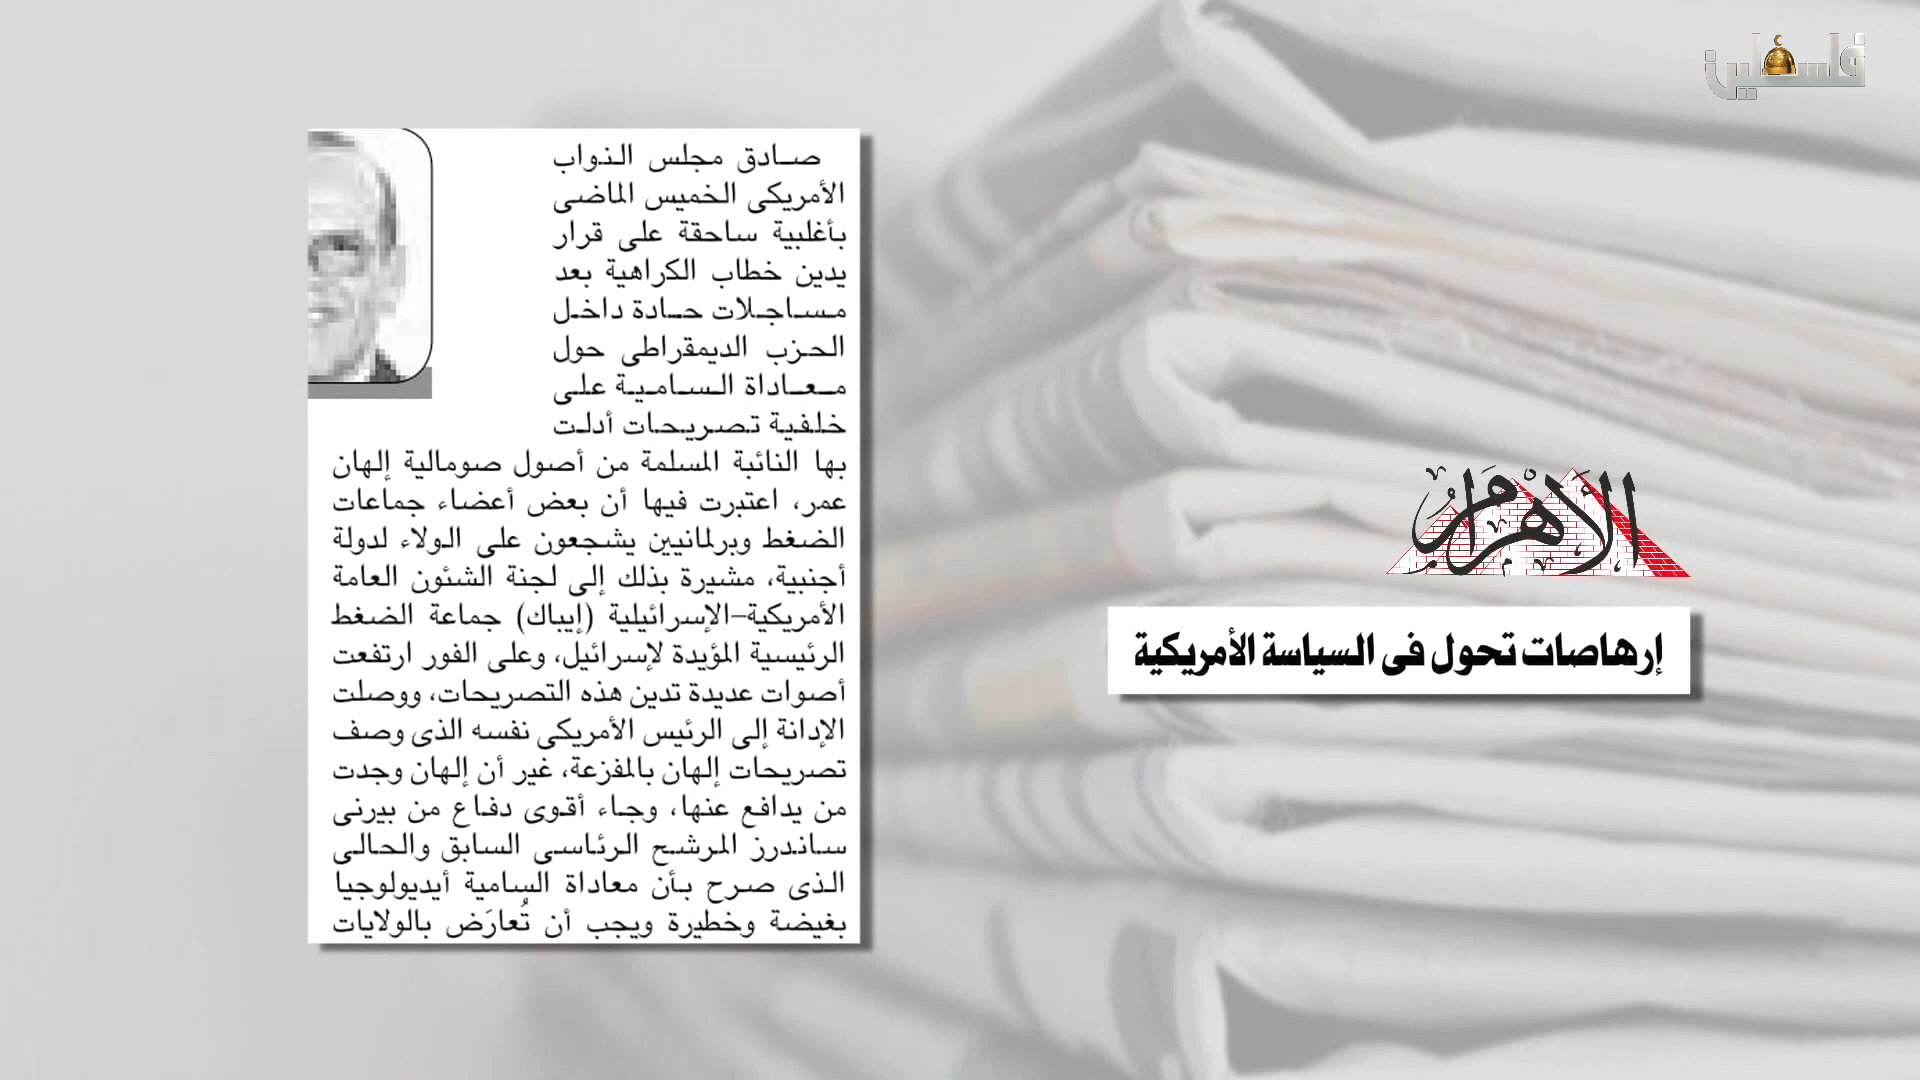 فلسطين
صادق مجلس النواب
الأمريكى الخميس الماضى
بأغلبية ساحقة على قرار
يدين خطاب الكراهية بعد
مساجلات حادة داخل
الحزب الديمقراطى حول
معاداة السامية على
خلفية تصريحات أدلت
بها النائبة المسلمة من أصول صومالية إلهان
عمر، اعتبرت فيها أن بعض أعضاء جماعات
الضغط وبرلمانيين يشجعون على الولاء لدولة
أجنبية، مشيرة بذلك إلى لجنة الشئون العامة
الأمريكية–الإسرائيلية (إيباك) جماعة الضغط
الرئيسية المؤيدة لإسرائيل، وعلى الفور ارتفعت
أصوات عديدة تدين هذه التصريحات، ووصلت
الإدانة إلى الرئيس الأمريكى نفسه الذى وصف
تصريحات إلهان بالمفزعة، غير أن إلهان وجدت
من يدافع عنها، وجاء أقوى دفاع من بيرنى
ساندرز المرشح الرئاسى السابق والحالى
الذى صرح بأن معاداة السامية أيديولوجيا
بغيضة وخطيرة ويجب أن تُعارَض بالولايات
الأهرام
إرهاصات تحول فى السياسة الأمريكية